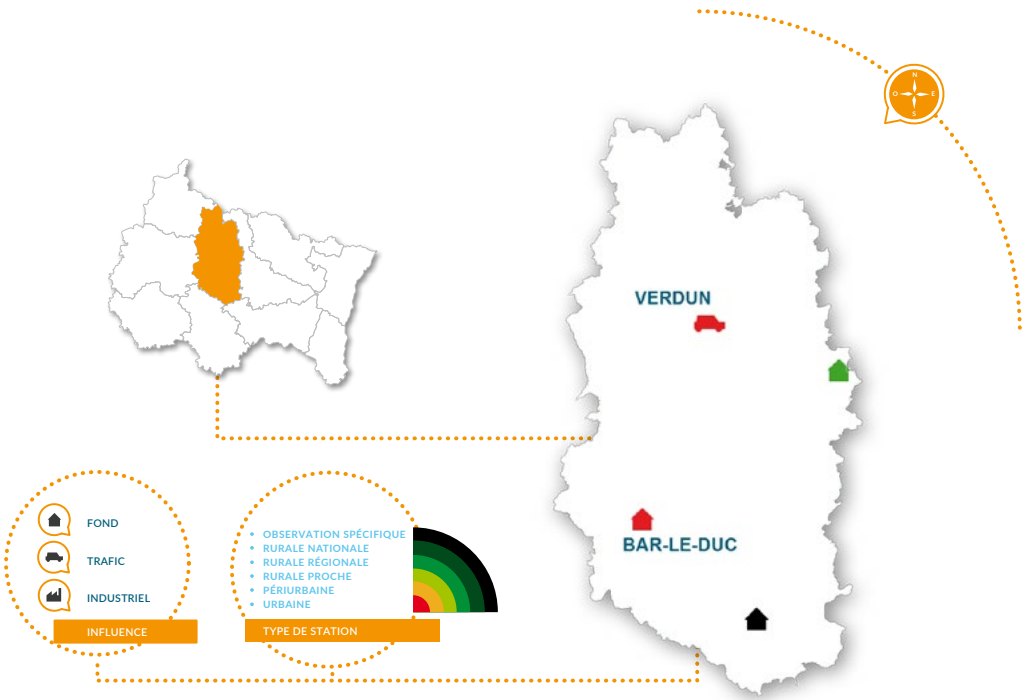 N
O E
S
VERDUN
BAR-LE-DUC
FOND
TRAFIC
INDUSTRIEL
INFLUENCE
• OBSERVATION SPÉCIFIQUE
• RURALE NATIONALE
• RURALE RÉGIONALE
• RURALE PROCHE
• PÉRIURBAINE
• URBAINE
TYPE DE STATION